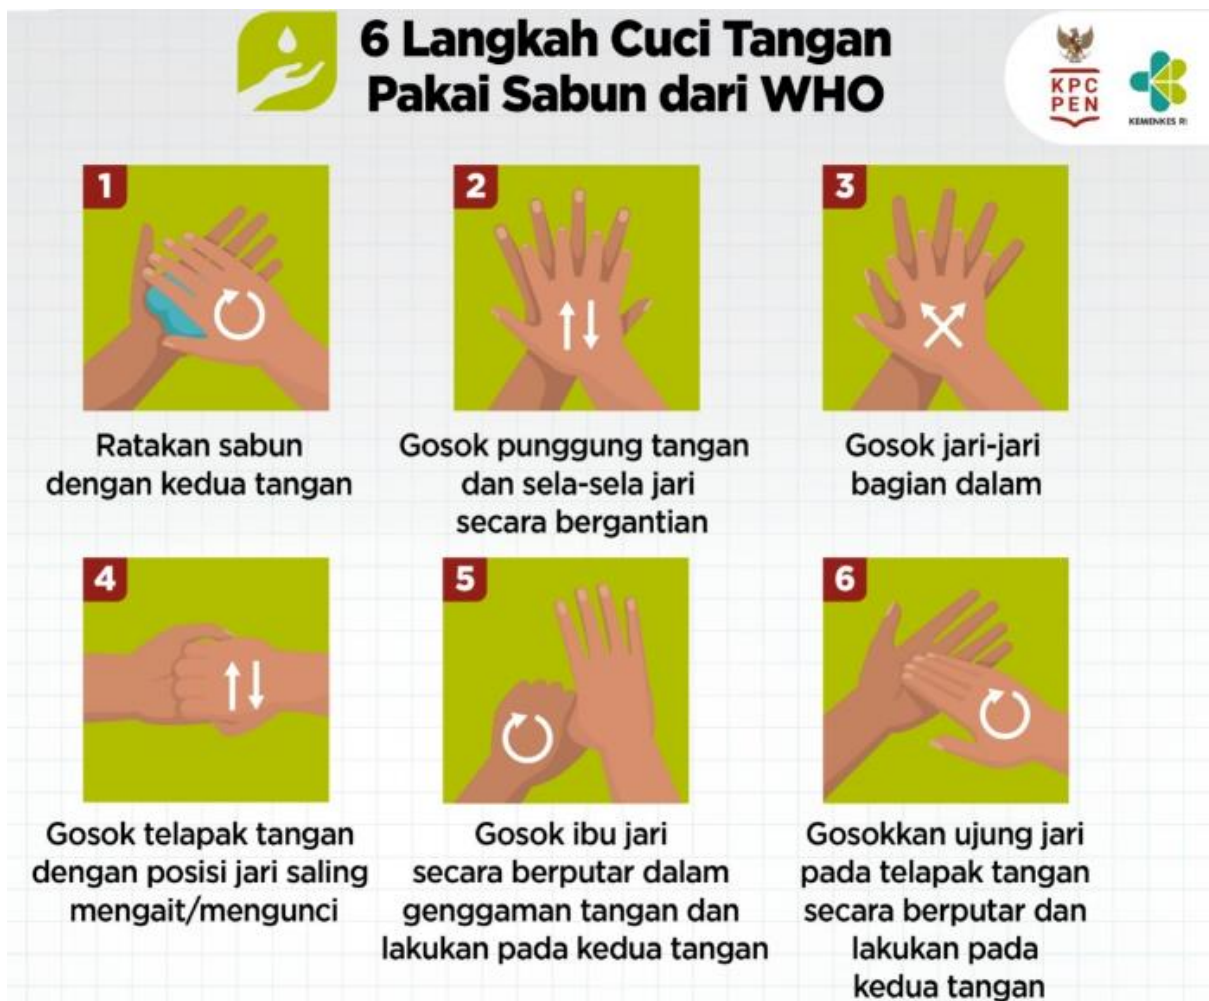 6 Langkah Cuci Tangan
Pakai Sabun dari WHO
KPC
PEN
KEMENKES RI
1
Ratakan sabun
dengan kedua tangan
2
Gosok punggung tangan
dan sela-sela jari
secara bergantian
3
Gosok jari-jari
bagian dalam
4
Gosok telapak tangan
dengan posisi jari saling
mengait/mengunci
5
Gosok ibu jari
secara berputar dalam
genggaman tangan dan
lakukan pada kedua tangan
6
Gosokkan ujung jari
pada telapak tangan
secara berputar dan
lakukan pada
kedua tangan